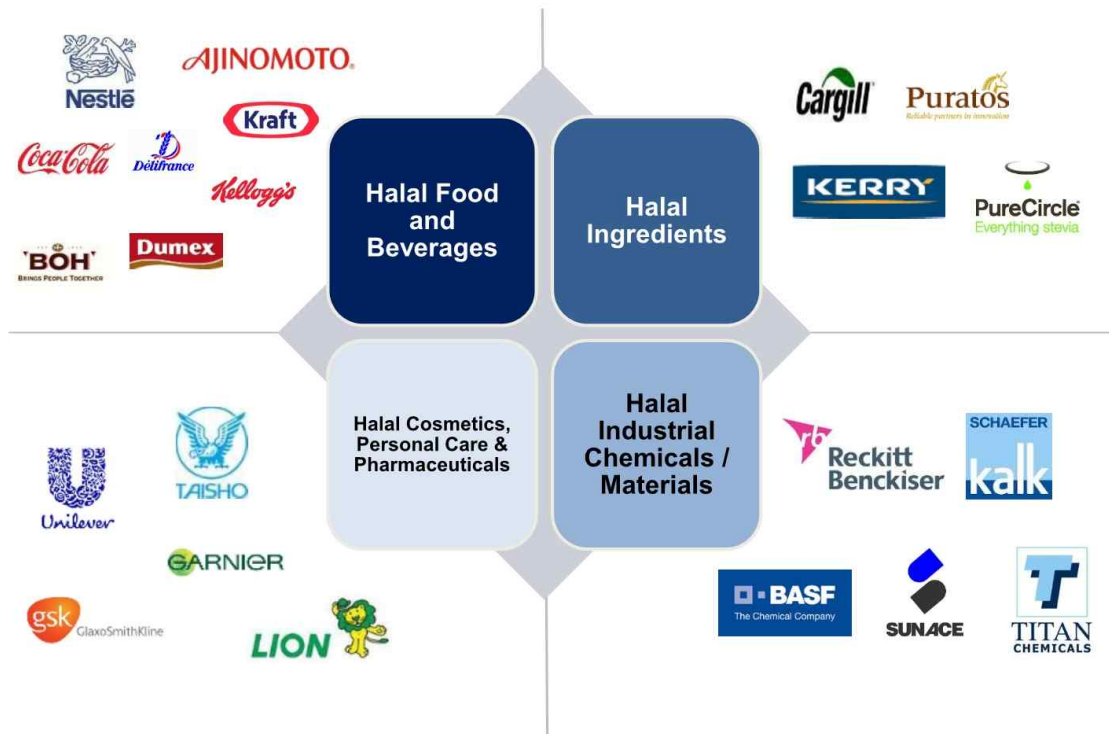 Nestlé
AJINOMOTO®
Kraft
Coca-Cola
Délifrance
Kellogg's
BOH
BRINGS PEOPLE TOGETHER
Dumex
Halal Food
and
Beverages
Halal
Ingredients
Cargill
Puratos
Reliable partners in innovation
KERRY
PureCircle
Everything stevia
Halal Cosmetics,
Personal Care &
Pharmaceuticals
Halal
Industrial
Chemicals /
Materials
TAISHO
Unilever
GARNIER
gsk
GlaxoSmithKline
LION
rb
Reckitt
Benckiser
SCHAEFER
kalk
BASF
The Chemical Company
SUNACE
TITAN
CHEMICALS